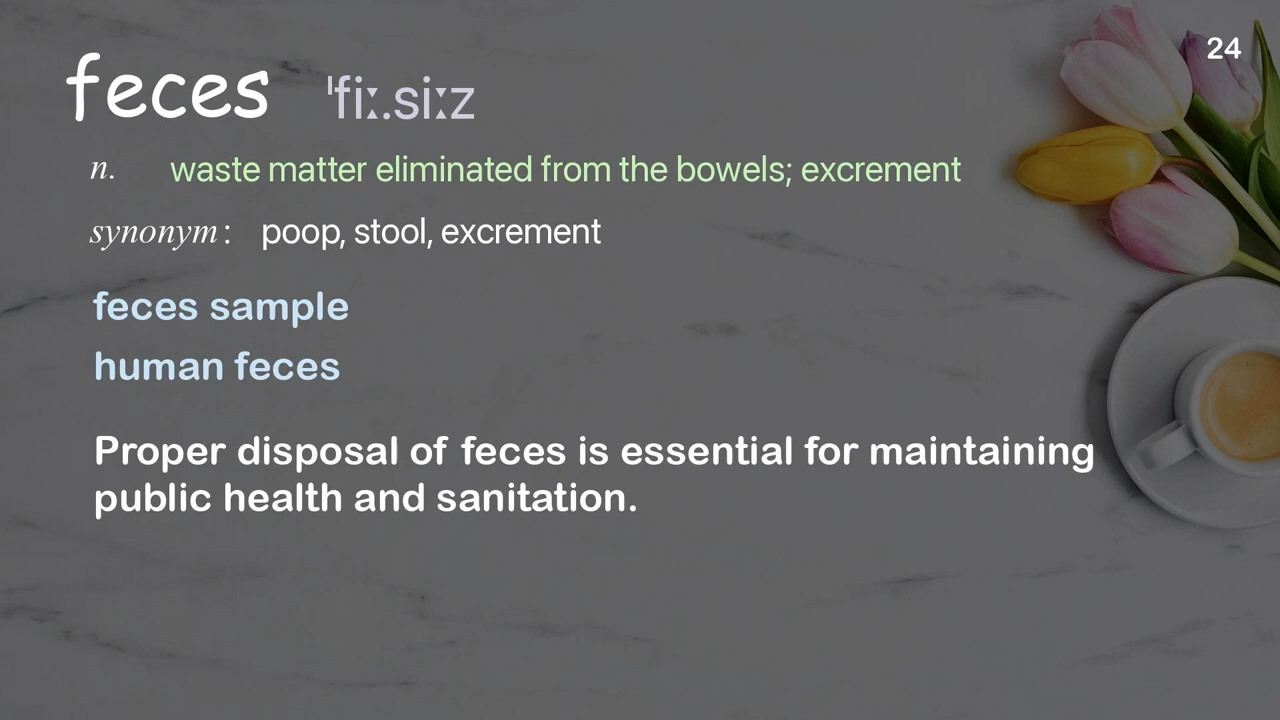 24
feces ˈfiː.siːz
n. waste matter eliminated from the bowels; excrement
synonym: poop, stool, excrement
feces sample
human feces
Proper disposal of feces is essential for maintaining
public health and sanitation.